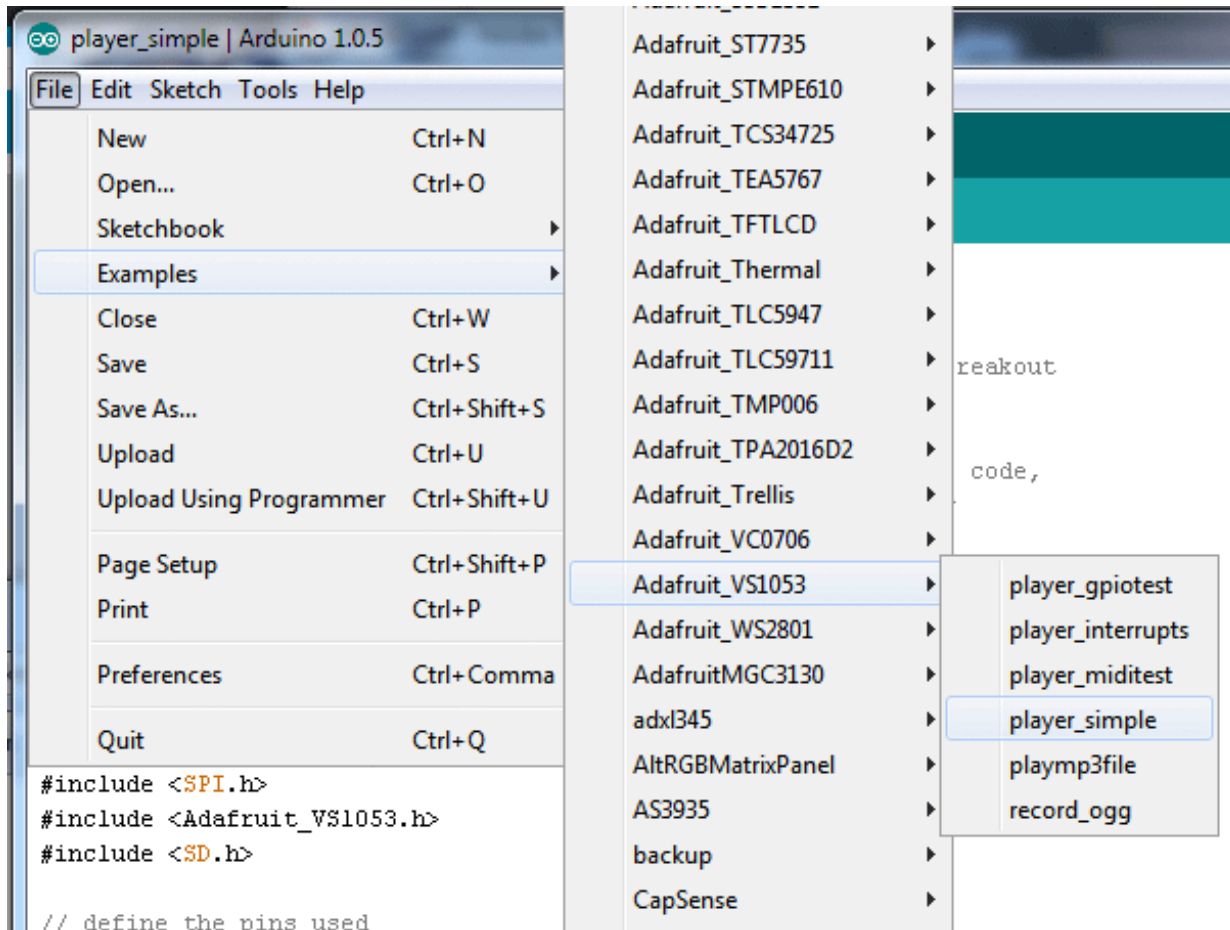 player_simple | Arduino 1.0.5
File Edit Sketch Tools Help
New Ctrl+N
Open... Ctrl+O
Sketchbook
Examples
Close Ctrl+W
Save Ctrl+S
Save As... Ctrl+Shift+S
Upload Ctrl+U
Upload Using Programmer Ctrl+Shift+U
Page Setup Ctrl+Shift+P
Print Ctrl+P
Preferences Ctrl+Comma
Quit Ctrl+Q
Adafruit_ST7735
Adafruit_STMPE610
Adafruit_TCS34725
Adafruit_TEA5767
Adafruit_TFTLCD
Adafruit_Thermal
Adafruit_TLC5947
Adafruit_TLC59711
Adafruit_TMP006
Adafruit_TPA2016D2
Adafruit_Trellis
Adafruit_VC0706
Adafruit_VS1053
Adafruit_WS2801
AdafruitMGC3130
adxl345
AltRGBMatrixPanel
AS3935
backup
CapSense
player_gpiotest
player_interrupts
player_miditest
player_simple
playmp3file
record_ogg
reakout
code,
#include <SPI.h>
#include <Adafruit_VS1053.h>
#include <SD.h>
// define the pins used